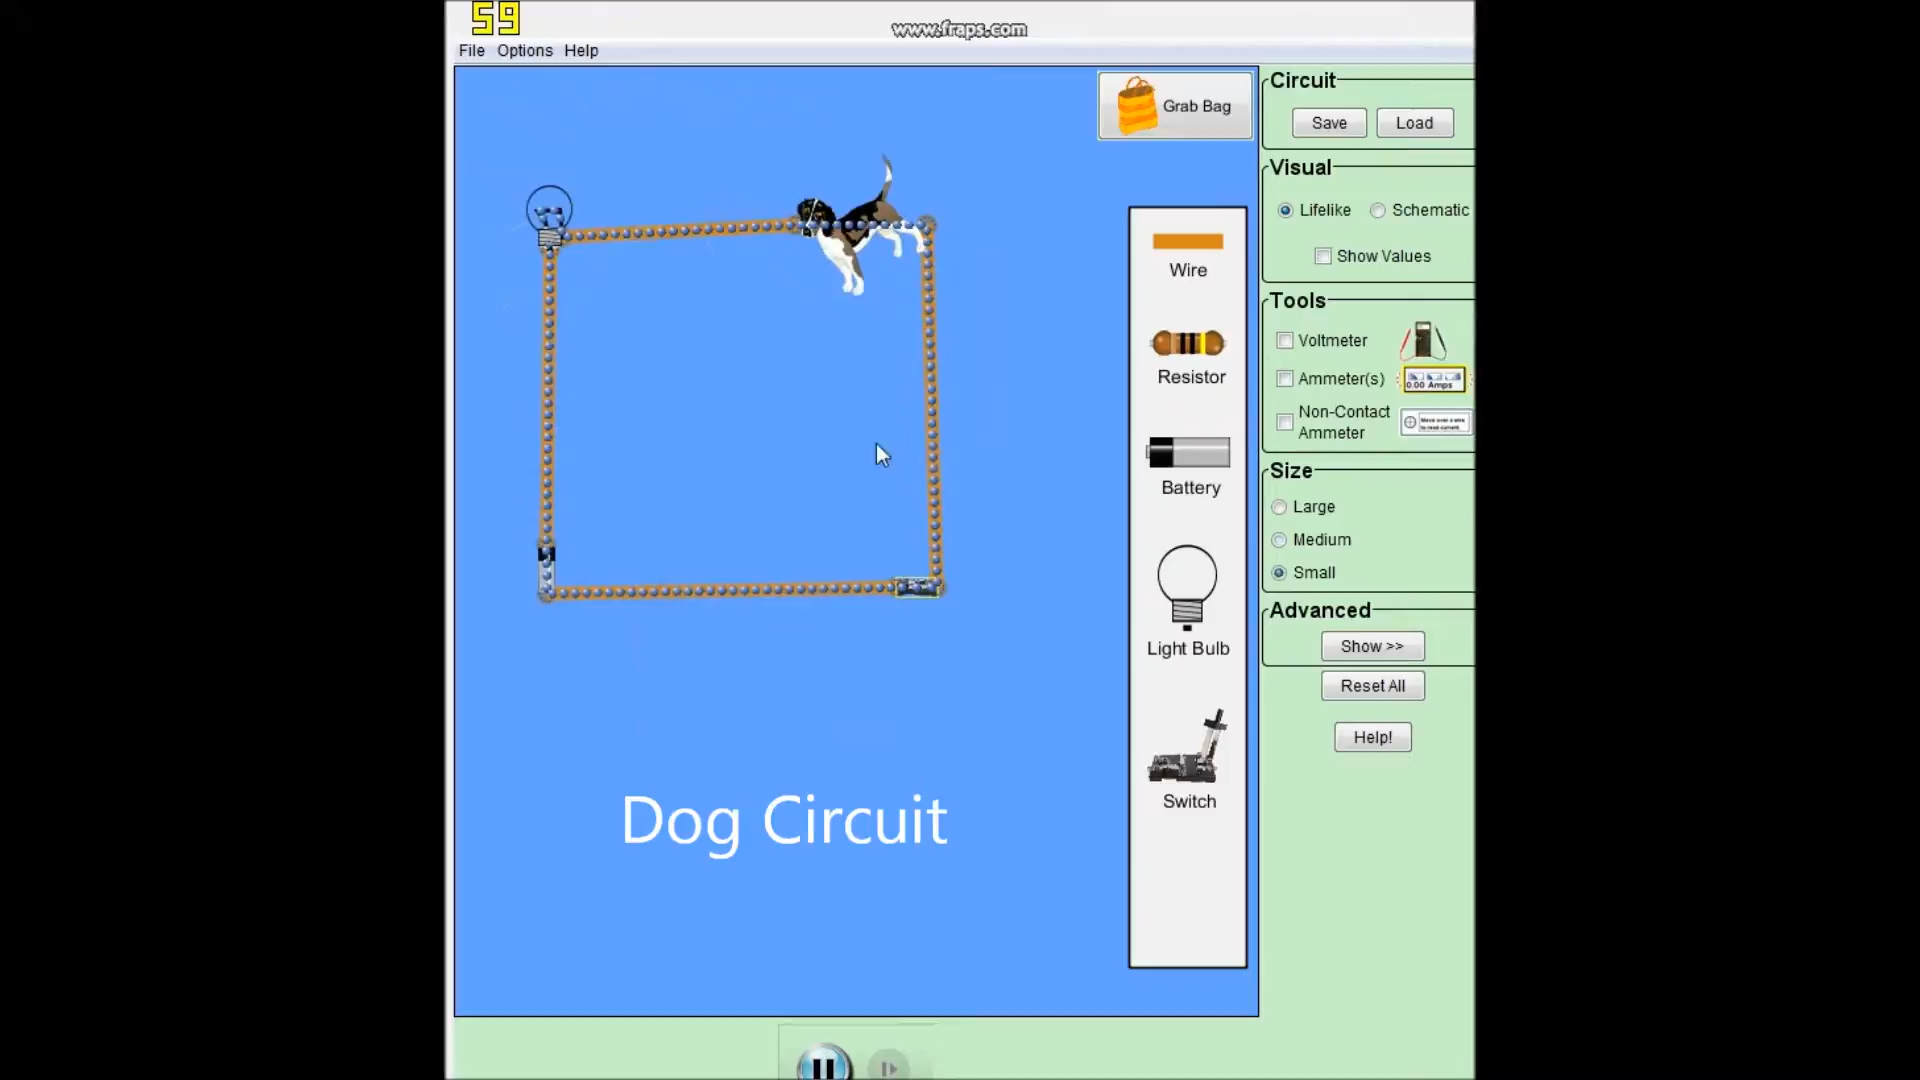 59
www.fraps.com
File Options Help
Grab Bag
Circuit
Save Load
Visual
Lifelike Schematic
Show Values
Wire
Tools
Voltmeter
Resistor
Ammeter(s)
0.00 Amps
Non-Contact
Ammeter
Size
Battery
Large
Medium
Small
Advanced
Show >>
Light Bulb
Reset All
Help!
Switch
Dog Circuit